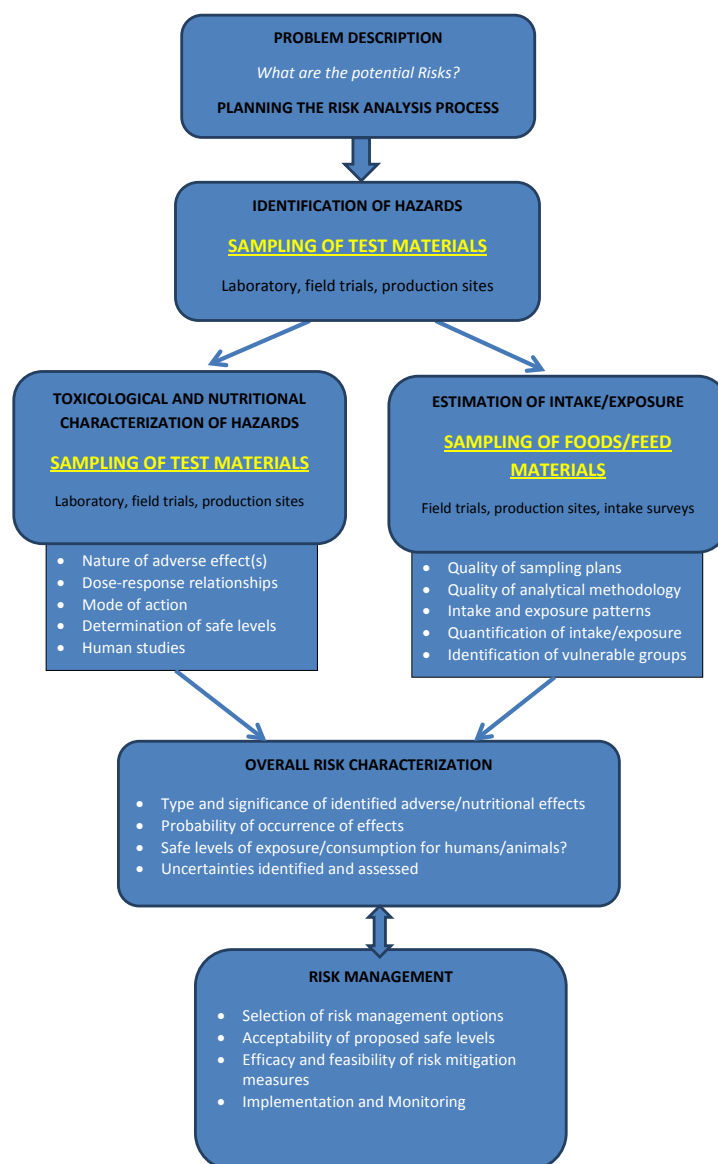 PROBLEM DESCRIPTION
What are the potential Risks?
PLANNING THE RISK ANALYSIS PROCESS
IDENTIFICATION OF HAZARDS
SAMPLING OF TEST MATERIALS
Laboratory, field trials, production sites
TOXICOLOGICAL AND NUTRITIONAL
CHARACTERIZATION OF HAZARDS
SAMPLING OF TEST MATERIALS
Laboratory, field trials, production sites
• Nature of adverse effect(s)
• Dose-response relationships
• Mode of action
• Determination of safe levels
• Human studies
ESTIMATION OF INTAKE/EXPOSURE
SAMPLING OF FOODS/FEED
MATERIALS
Field trials, production sites, intake surveys
• Quality of sampling plans
• Quality of analytical methodology
• Intake and exposure patterns
• Quantification of intake/exposure
• Identification of vulnerable groups
OVERALL RISK CHARACTERIZATION
• Type and significance of identified adverse/nutritional effects
• Probability of occurrence of effects
• Safe levels of exposure/consumption for humans/animals?
• Uncertainties identified and assessed
RISK MANAGEMENT
• Selection of risk management options
• Acceptability of proposed safe levels
• Efficacy and feasibility of risk mitigation
measures
• Implementation and Monitoring